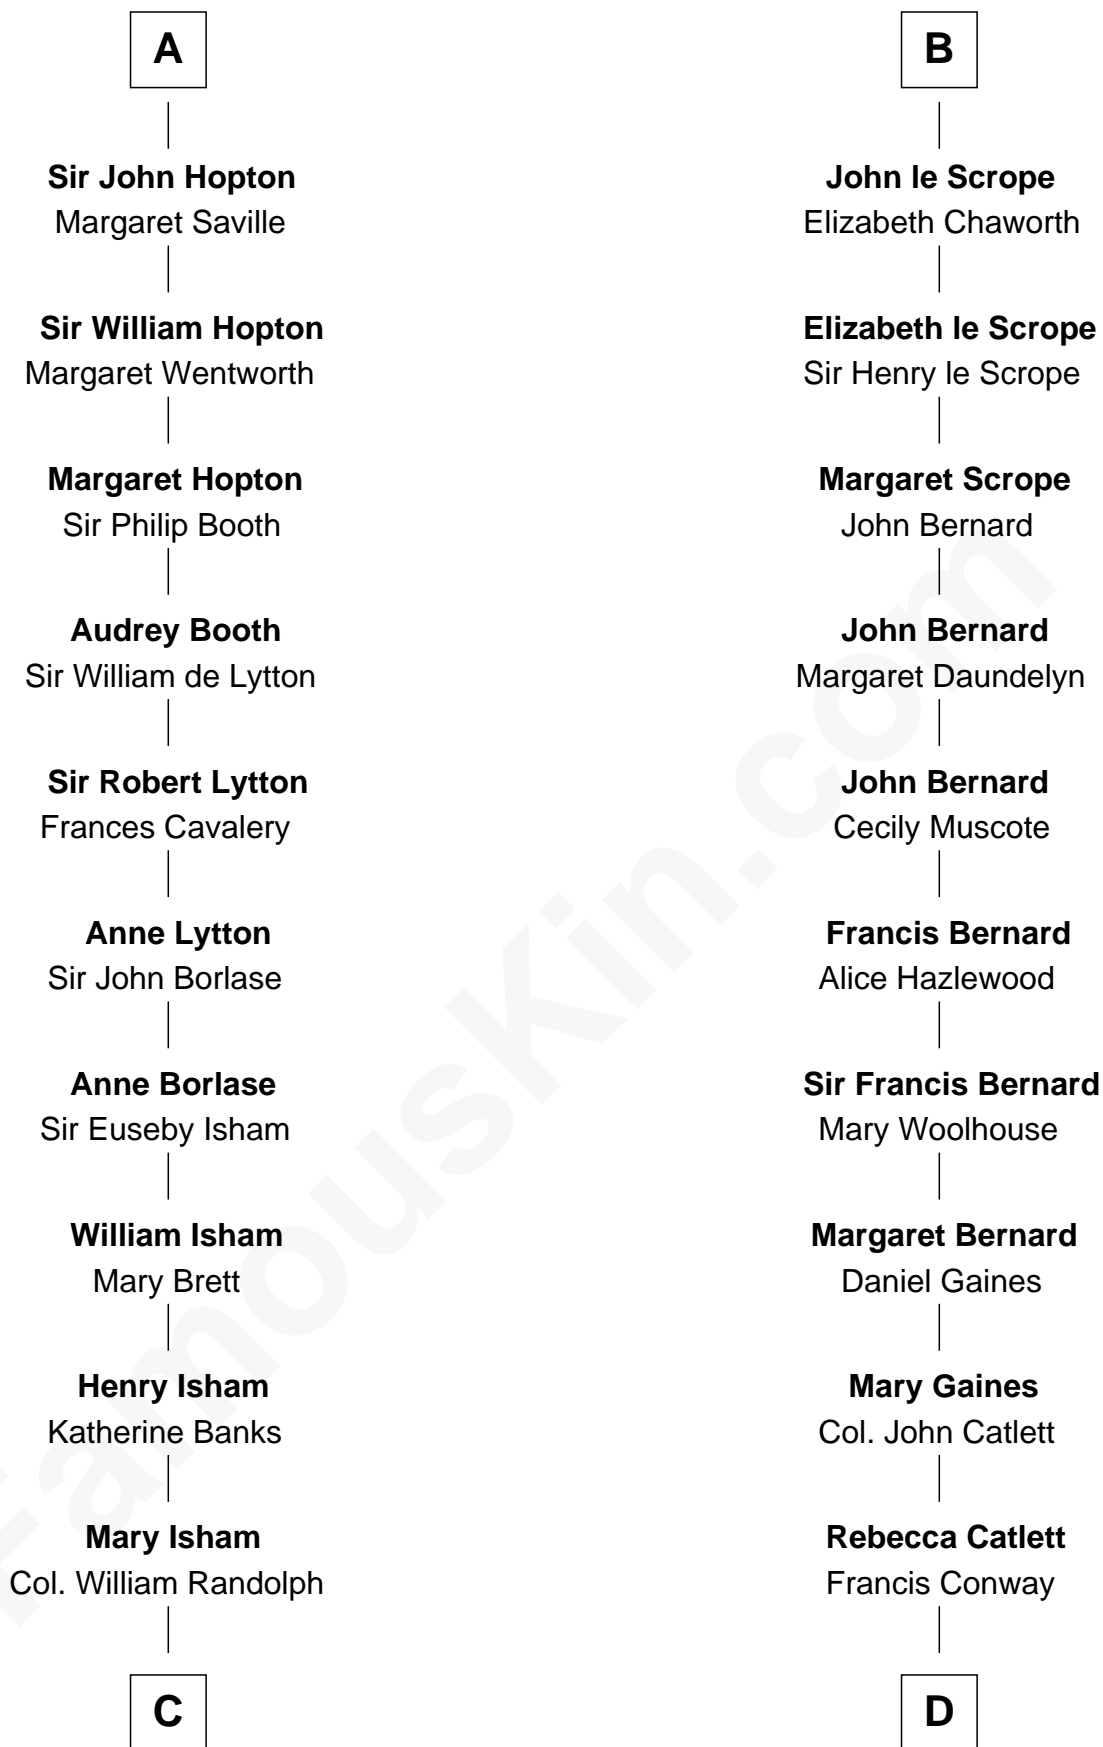 A
Sir John Hopton
Margaret Saville
Sir William Hopton
Margaret Wentworth
Margaret Hopton
Sir Philip Booth
Audrey Booth
Sir William de Lytton
Sir Robert Lytton
Frances Cavalery
Anne Lytton
Sir John Borlase
Anne Borlase
Sir Euseby Isham
William Isham
Mary Brett
Henry Isham
Katherine Banks
Mary Isham
Col. William Randolph
C
B
John le Scrope
Elizabeth Chaworth
Elizabeth le Scrope
Sir Henry le Scrope
Margaret Scrope
John Bernard
John Bernard
Margaret Daundelyn
John Bernard
Cecily Muscote
Francis Bernard
Alice Hazlewood
Sir Francis Bernard
Mary Woolhouse
Margaret Bernard
Daniel Gaines
Mary Gaines
Col. John Catlett
Rebecca Catlett
Francis Conway
D
FamousKin.com